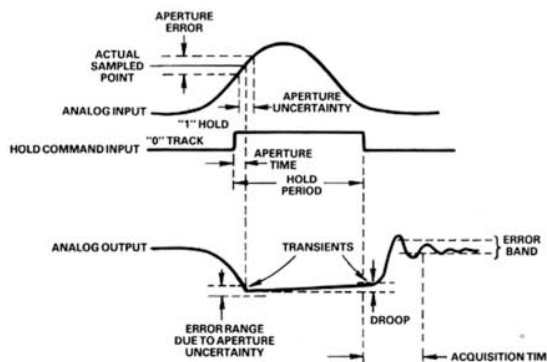 APERTURE
ERROR
ACTUAL
SAMPLED
POINT
ANALOG INPUT
APERTURE
UNCERTAINTY
"1" HOLD
"0" TRACK
HOLD COMMAND INPUT
APERTURE
TIME
HOLD
PERIOD
ANALOG OUTPUT
TRANSIENTS
ERROR
BAND
DROOP
ERROR RANGE
DUE TO APERTURE
UNCERTAINTY
ACQUISITION TIM